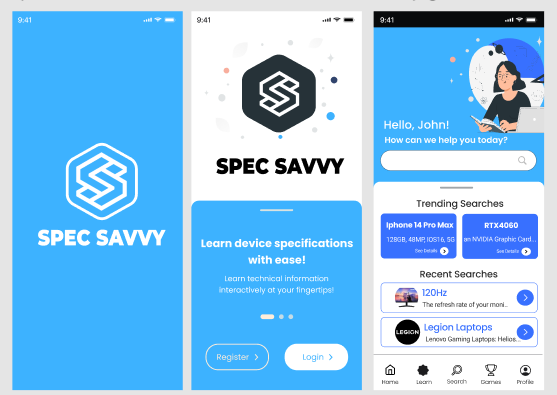 9:41
SPEC SAVVY
9:41
SPEC SAVVY
Learn device specifications
with ease!
Learn technical information
interactively at your fingertips!
Register
Login
9:41
Hello, John!
How can we help you today?
Trending Searches
Iphone 14 Pro Max
128GB, 48MP, IOS16, 5G
See Details
RTX4060
an NVIDIA Graphic Card...
See Details
Recent Searches
120Hz
The refresh rate of your moni..
LEGION
Legion Laptops
Lenovo Gaming Laptops: Helios...
Home
Learn
Search
Games
Profile